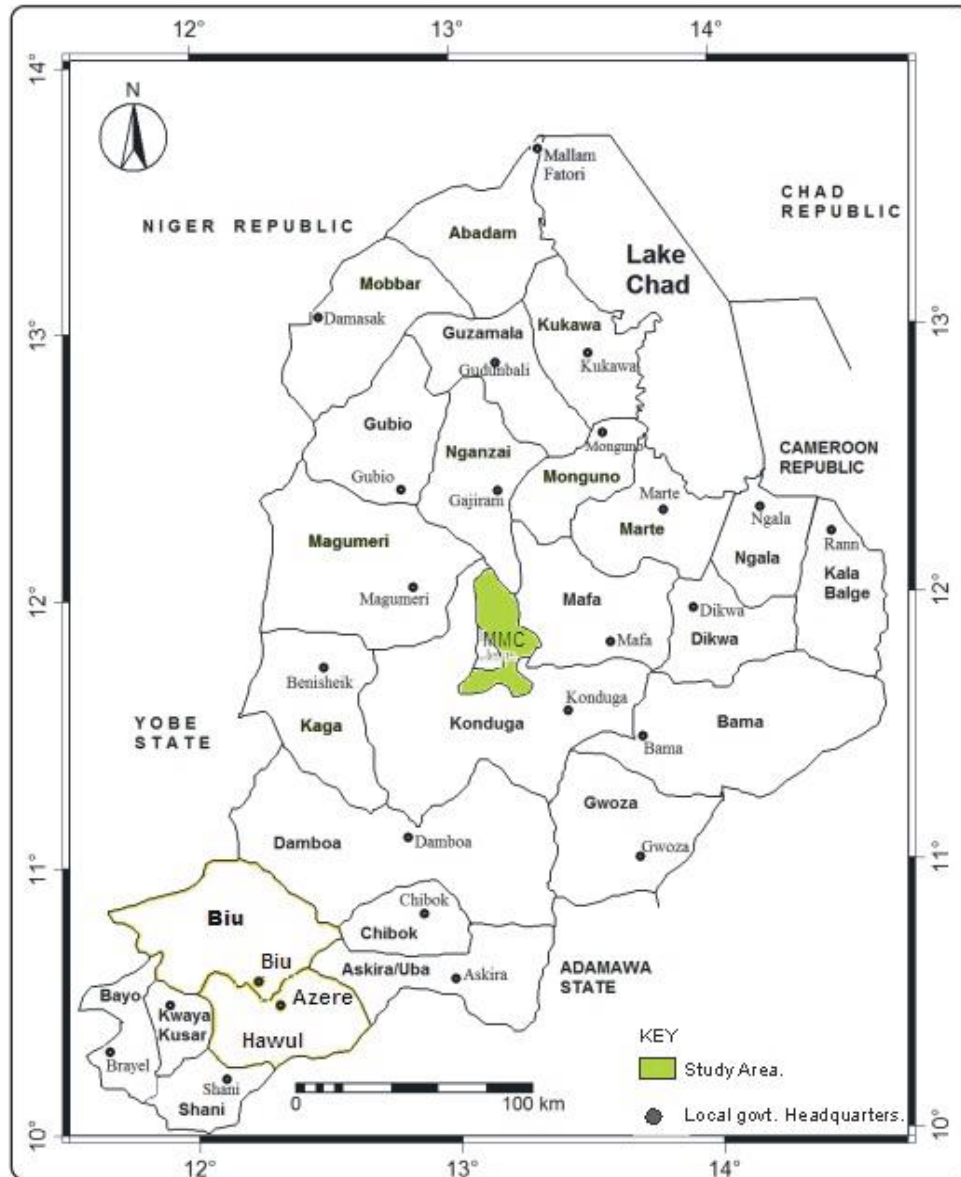 12°
13°
14°
14°
N
Mallam
Fatori
CHAD
REPUBLIC
NIGER REPUBLIC
Abadam
Lake
Chad
Mobbar
Damasak
13°
13°
Guzamala
Kukawa
Gudunbali
Kukawa
Gubio
Nganzai
Monguno
CAMEROON
REPUBLIC
Gubio
Gajiram
Monguno
Marte
Ngala
Rann
Magumeri
Marte
Ngala
Kala
Balge
12°
12°
Magumeri
Mafa
Dikwa
MMC
Mafa
Dikwa
Benisheik
Konduga
YOBE
STATE
Kaga
Konduga
Bama
Bama
Gwoza
Damboa
Damboa
Gwoza
11°
11°
Biu
Chibok
Chibok
Biu
Askira/Uba
Askira
ADAMAWA
STATE
Bayo
Azere
Kwaya
Kusar
Hawul
KEY
Brayel
Study Area.
Shani
Shani
0
100 km
Local govt. Headquarters.
10°
10°
12°
13°
14°